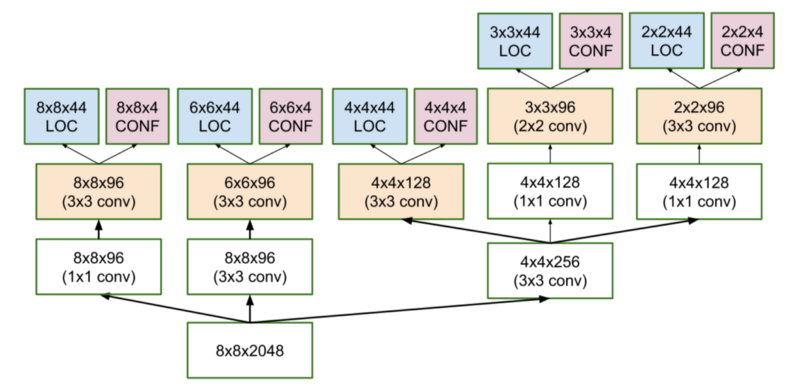 3x3x44
LOC
3x3x4
CONF
2x2x44
LOC
2x2x4
CONF
8x8x44
LOC
8x8x4
CONF
6x6x44
LOC
6x6x4
CONF
4x4x44
LOC
4x4x4
CONF
3x3x96
(2x2 conv)
2x2x96
(3x3 conv)
8x8x96
(3x3 conv)
6x6x96
(3x3 conv)
4x4x128
(3x3 conv)
4x4x128
(1x1 conv)
4x4x128
(1x1 conv)
8x8x96
(1x1 conv)
8x8x96
(3x3 conv)
4x4x256
(3x3 conv)
8x8x2048